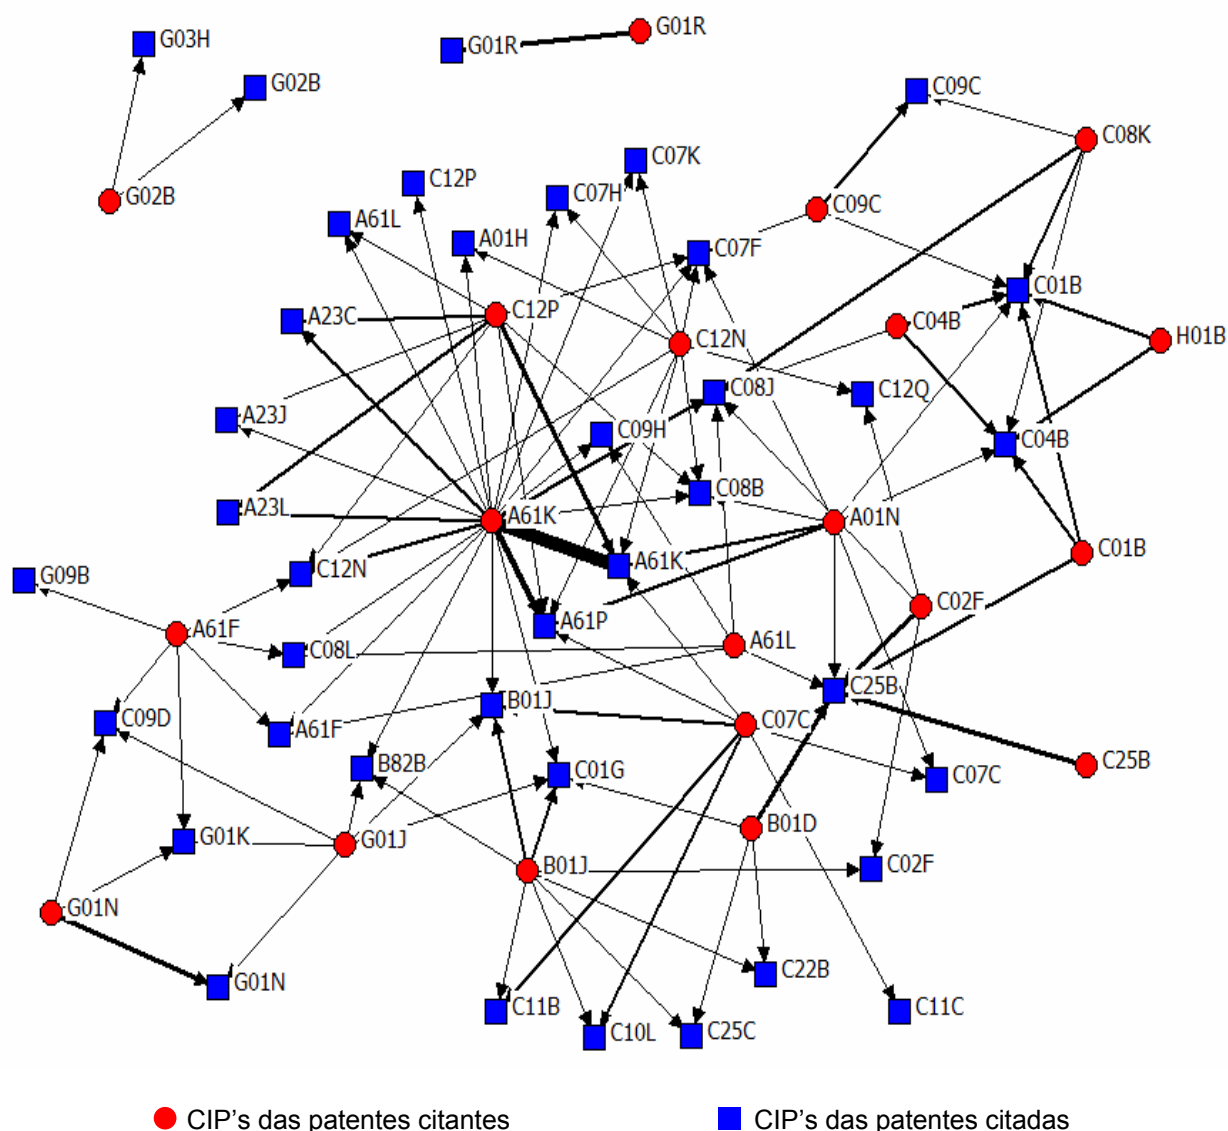 G03H
G01R
G01R
G02B
C09C
C08K
C07K
C12P
C07H
G02B
A61L
C09C
A01H
C07F
C01B
C12P
A23C
C04B
H01B
C12N
C08J
C12Q
A23J
C09H
C04B
C08B
A23L
A61K
A01N
C01B
A61K
C12N
G09B
C02F
A61P
A61F
A61L
C08L
C25B
B01J
C09D
C07C
A61F
C25B
B82B
C01G
C07C
B01D
G01K
G01J
B01J
C02F
G01N
G01N
C22B
C11B
C11C
C10L
C25C
CIP's das patentes citantes
CIP's das patentes citadas